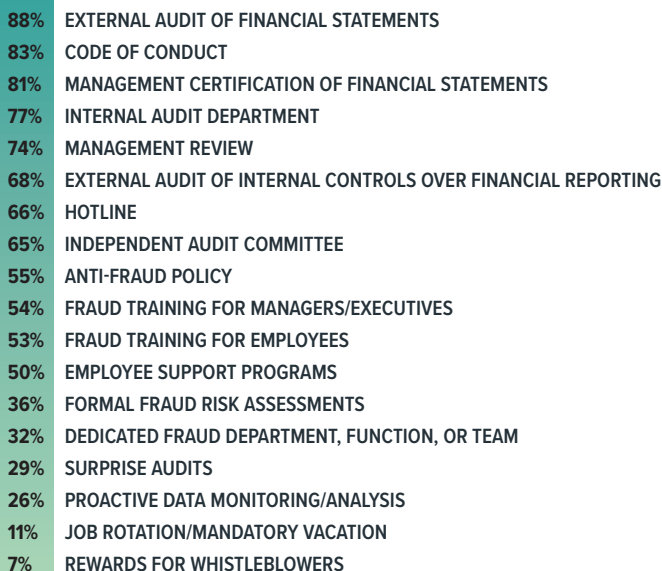 88% EXTERNAL AUDIT OF FINANCIAL STATEMENTS
83% CODE OF CONDUCT
81% MANAGEMENT CERTIFICATION OF FINANCIAL STATEMENTS
77% INTERNAL AUDIT DEPARTMENT
74% MANAGEMENT REVIEW
68% EXTERNAL AUDIT OF INTERNAL CONTROLS OVER FINANCIAL REPORTING
66% HOTLINE
65% INDEPENDENT AUDIT COMMITTEE
55% ANTI-FRAUD POLICY
54% FRAUD TRAINING FOR MANAGERS/EXECUTIVES
53% FRAUD TRAINING FOR EMPLOYEES
50% EMPLOYEE SUPPORT PROGRAMS
36% FORMAL FRAUD RISK ASSESSMENTS
32% DEDICATED FRAUD DEPARTMENT, FUNCTION, OR TEAM
29% SURPRISE AUDITS
26% PROACTIVE DATA MONITORING/ANALYSIS
11% JOB ROTATION/MANDATORY VACATION
7% REWARDS FOR WHISTLEBLOWERS